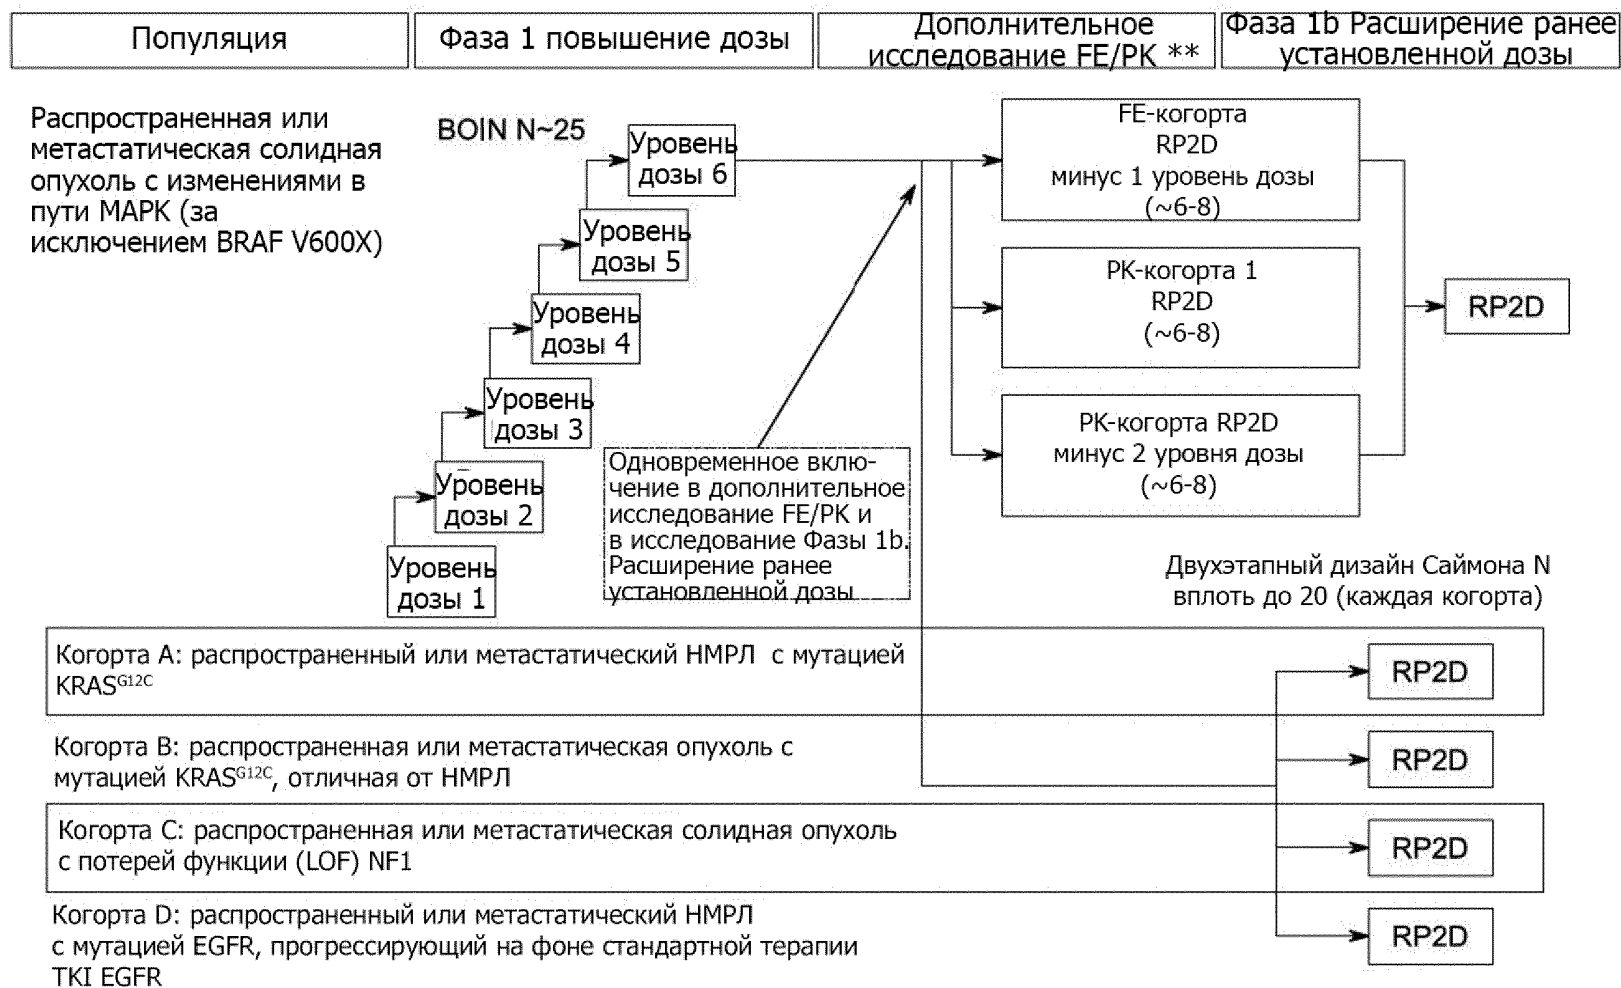 Популяция
Фаза 1 повышение дозы
Дополнительное
исследование FE/PK **
Фаза 1b Расширение ранее
установленной дозы
Распространенная или
метастатическая солидная
опухоль с изменениями в
пути MAPK (за
исключением BRAF V600X)
BOIN N~25
Уровень
дозы 6
Уровень
дозы 5
Уровень
дозы 4
Уровень
дозы 3
Уровень
дозы 2
Уровень
дозы 1
FE-когорта
RP2D
минус 1 уровень дозы
(~6-8)
PK-когорта 1
RP2D
(~6-8)
PK-когорта RP2D
минус 2 уровня дозы
(~6-8)
RP2D
Одновременное вклю-
чение в дополнительное
исследование FE/PK и
в исследование Фазы 1b.
Расширение ранее
установленной дозы
Двухэтапный дизайн Саймона N
вплоть до 20 (каждая когорта)
Когорта A: распространенный или метастатический НМРЛ с мутацией
KRASG12C
RP2D
Когорта B: распространенная или метастатическая опухоль с
мутацией KRASG12C, отличная от НМРЛ
RP2D
Когорта C: распространенная или метастатическая солидная опухоль
с потерей функции (LOF) NF1
RP2D
Когорта D: распространенный или метастатический НМРЛ
с мутацией EGFR, прогрессирующий на фоне стандартной терапии
TKI EGFR
RP2D